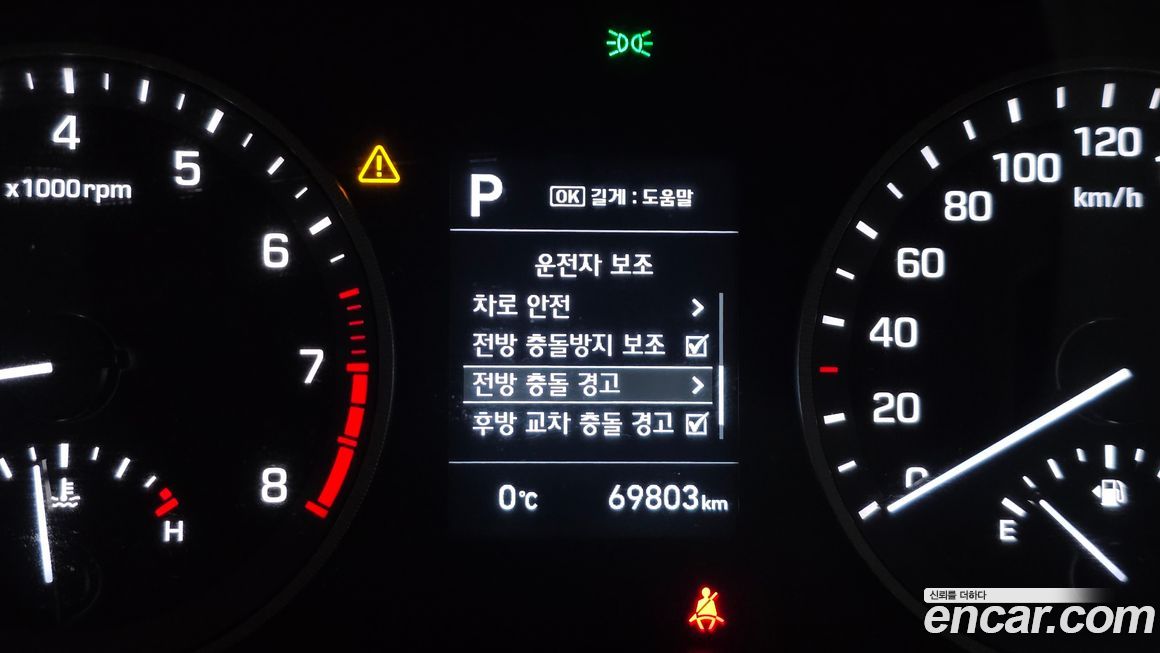 4
5
x1000rpm
6
7
8
H
P
OK 길게 : 도움말
운전자 보조
차로 안전
전방 충돌방지 보조
전방 충돌 경고
후방 교차 충돌 경고
0℃ 69803km
120
100
km/h
80
60
40
20
0
E
신뢰를 더하다
encar.com